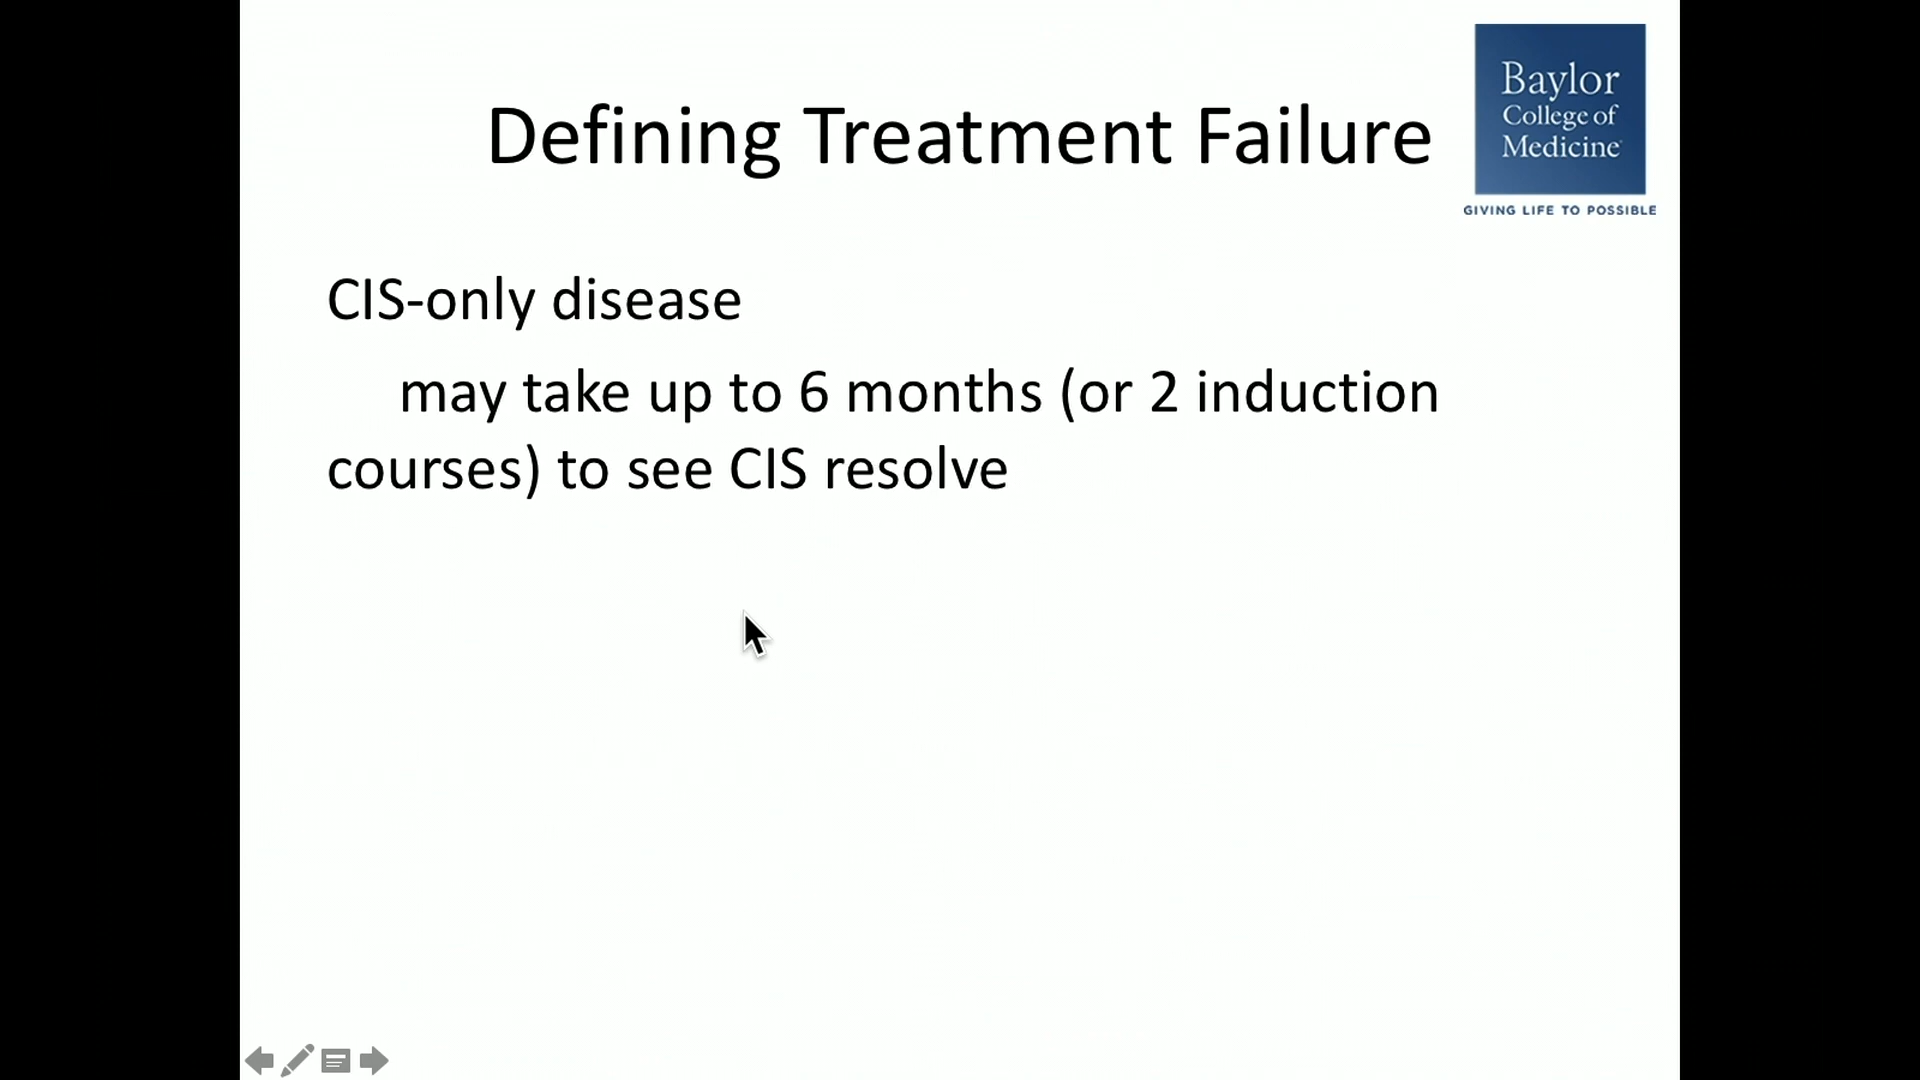 Defining Treatment Failure
Baylor
College of
Medicine
GIVING LIFE TO POSSIBLE
CIS-only disease
may take up to 6 months (or 2 induction
courses) to see CIS resolve